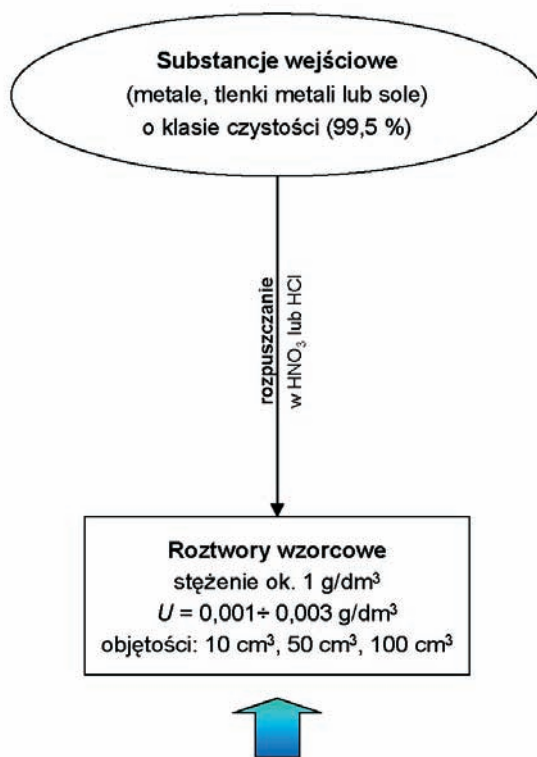 Substancje wejściowe
(metale, tlenki metali lub sole)
o klasie czystości (99,5 %)
rozpuszczanie
w HNO₃ lub HCl
Roztwory wzorcowe
stężenie ok. 1 g/dm³
U = 0,001÷ 0,003 g/dm³
objętości: 10 cm³, 50 cm³, 100 cm³